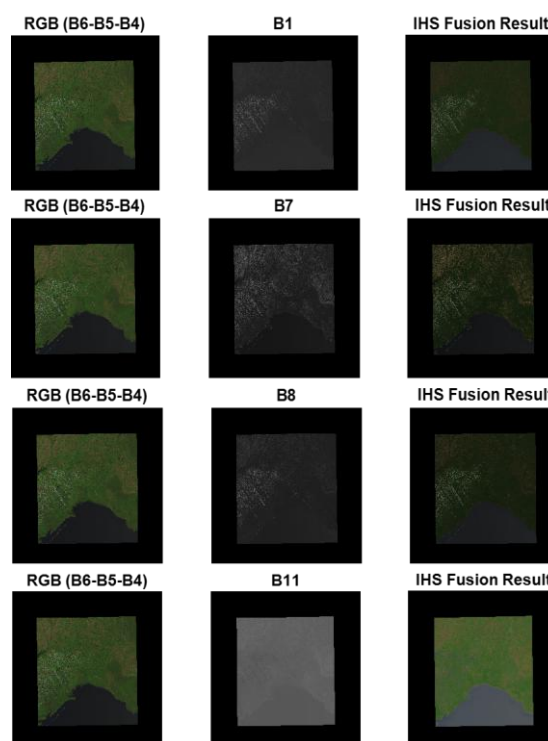 RGB (B6-B5-B4) B1 IHS Fusion Result
RGB (B6-B5-B4) B7 IHS Fusion Result
RGB (B6-B5-B4) B8 IHS Fusion Result
RGB (B6-B5-B4) B11 IHS Fusion Result